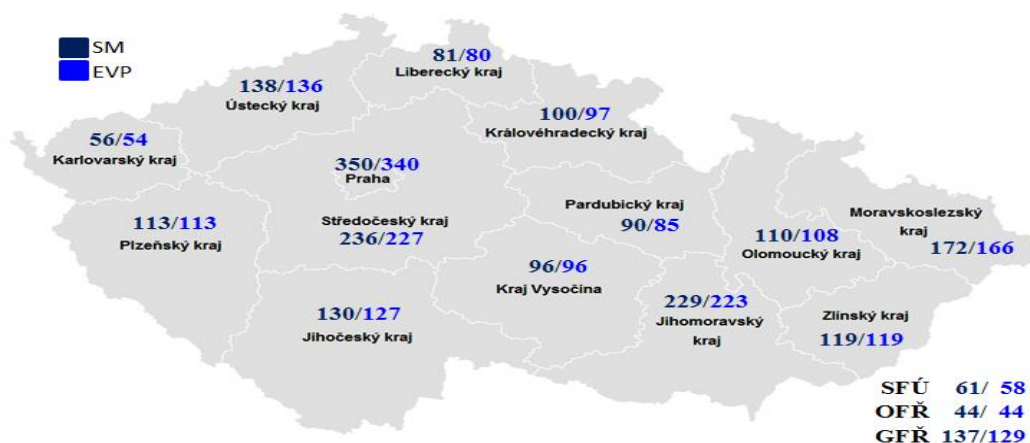 SM
EVP
81/80
Liberecký kraj
138/136
Ústecký kraj
100/97
Královéhradecký kraj
56/54
Karlovarský kraj
350/340
Praha
113/113
Plzeňský kraj
Středočeský kraj
236/227
Pardubický kraj
90/85
Moravskoslezský
kraj
172/166
110/108
Olomoucký kraj
96/96
Kraj Vysočina
130/127
Jihočeský kraj
229/223
Jihomoravský
kraj
Zlínský kraj
119/119
SFÚ 61/ 58
OFŘ 44/ 44
GFŘ 137/129